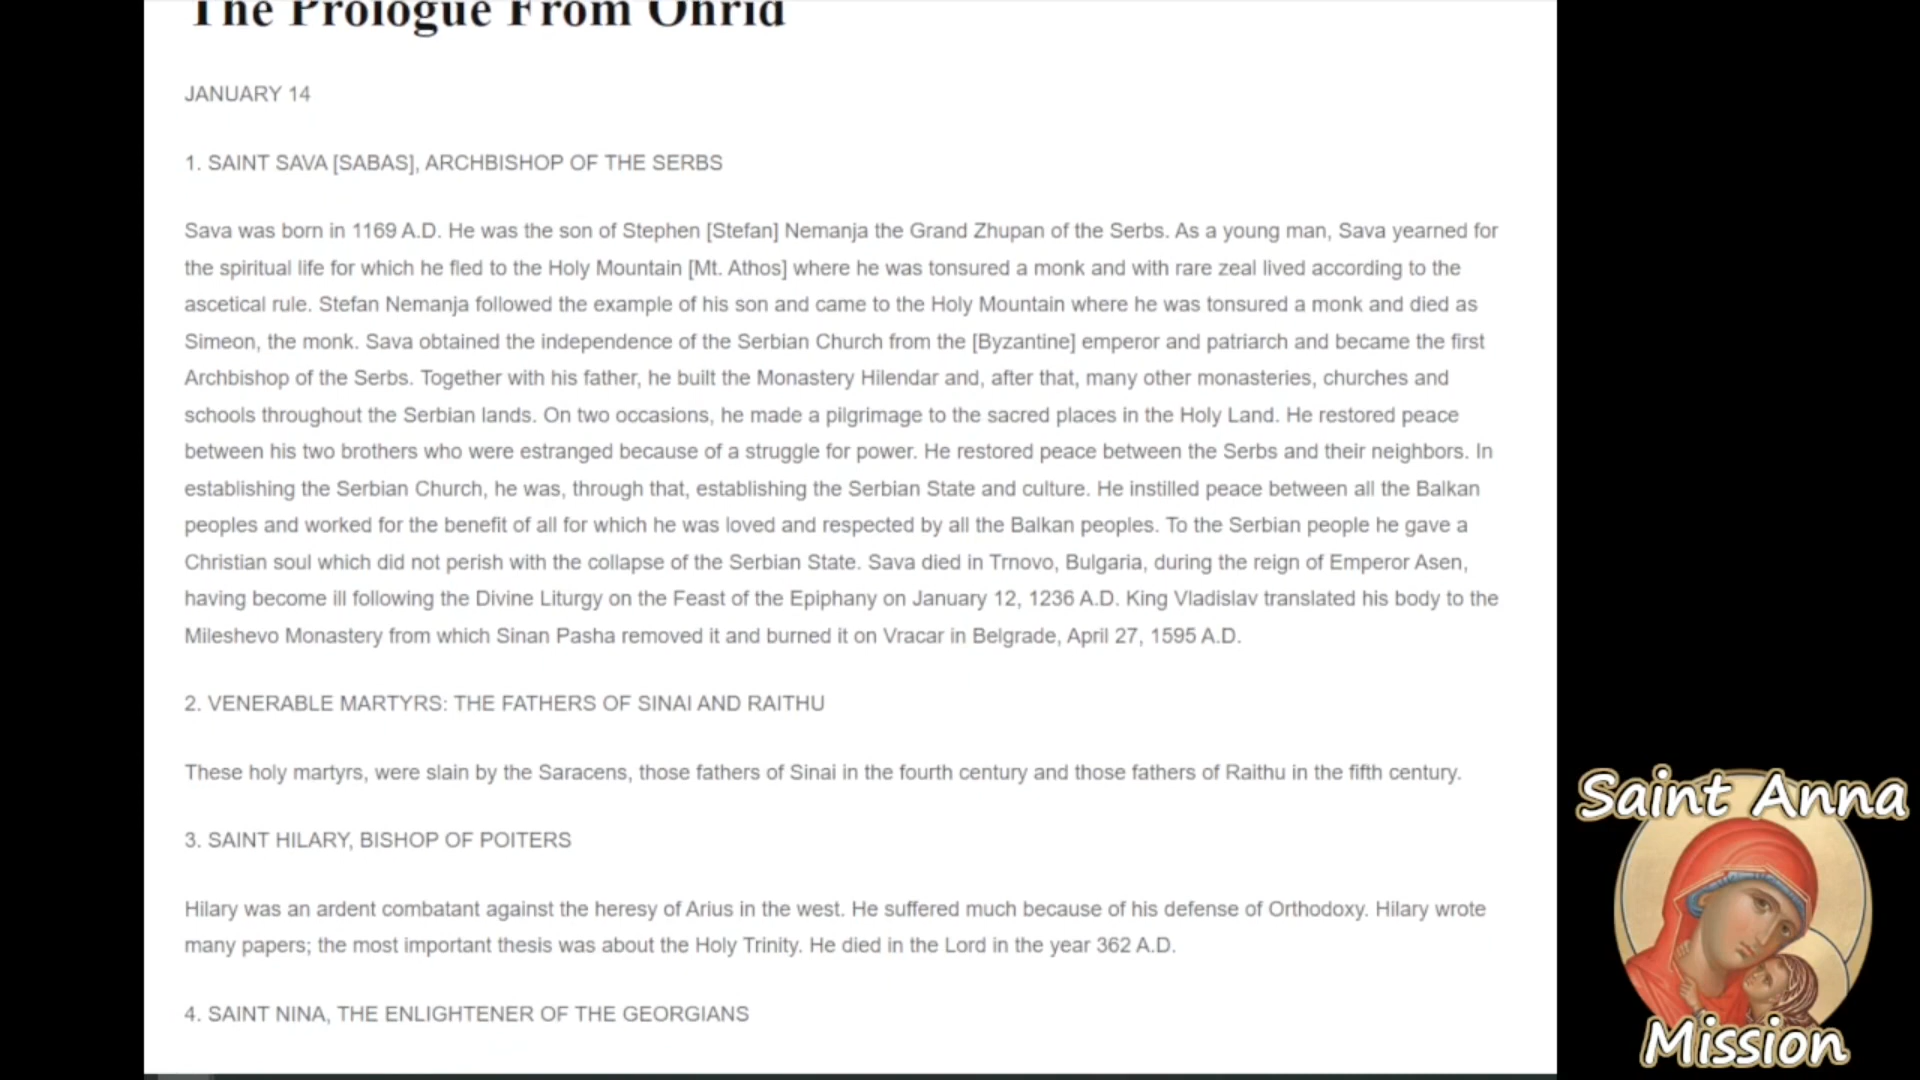 The Prologue From Ohrid
JANUARY 14
1. SAINT SAVA [SABAS], ARCHBISHOP OF THE SERBS
Sava was born in 1169 A.D. He was the son of Stephen [Stefan] Nemanja the Grand Zhupan of the Serbs. As a young man, Sava yearned for
the spiritual life for which he fled to the Holy Mountain [Mt. Athos] where he was tonsured a monk and with rare zeal lived according to the
ascetical rule. Stefan Nemanja followed the example of his son and came to the Holy Mountain where he was tonsured a monk and died as
Simeon, the monk. Sava obtained the independence of the Serbian Church from the [Byzantine] emperor and patriarch and became the first
Archbishop of the Serbs. Together with his father, he built the Monastery Hilendar and, after that, many other monasteries, churches and
schools throughout the Serbian lands. On two occasions, he made a pilgrimage to the sacred places in the Holy Land. He restored peace
between his two brothers who were estranged because of a struggle for power. He restored peace between the Serbs and their neighbors. In
establishing the Serbian Church, he was, through that, establishing the Serbian State and culture. He instilled peace between all the Balkan
peoples and worked for the benefit of all for which he was loved and respected by all the Balkan peoples. To the Serbian people he gave a
Christian soul which did not perish with the collapse of the Serbian State. Sava died in Trnovo, Bulgaria, during the reign of Emperor Asen,
having become ill following the Divine Liturgy on the Feast of the Epiphany on January 12, 1236 A.D. King Vladislav translated his body to the
Mileshevo Monastery from which Sinan Pasha removed it and burned it on Vracar in Belgrade, April 27, 1595 A.D.
2. VENERABLE MARTYRS: THE FATHERS OF SINAI AND RAITHU
These holy martyrs, were slain by the Saracens, those fathers of Sinai in the fourth century and those fathers of Raithu in the fifth century.
3. SAINT HILARY, BISHOP OF POITERS
Hilary was an ardent combatant against the heresy of Arius in the west. He suffered much because of his defense of Orthodoxy. Hilary wrote
many papers; the most important thesis was about the Holy Trinity. He died in the Lord in the year 362 A.D.
4. SAINT NINA, THE ENLIGHTENER OF THE GEORGIANS
Saint Anna
Mission